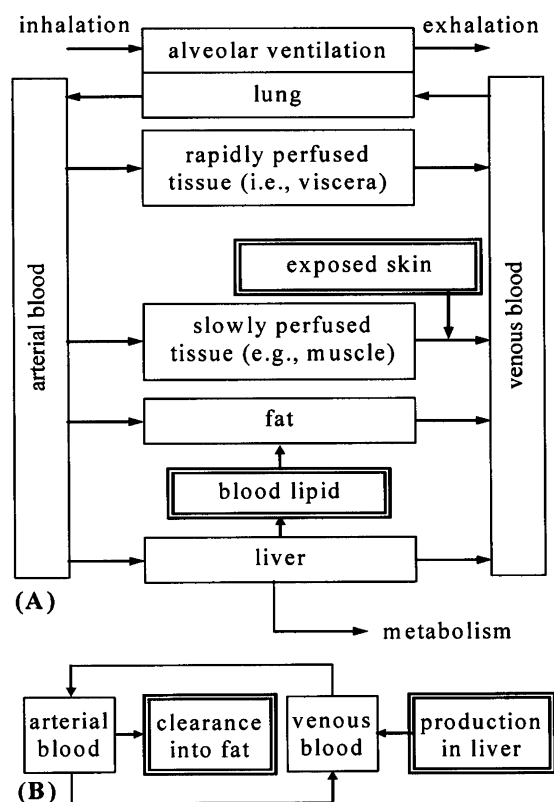 inhalation
exhalation
alveolar ventilation
lung
rapidly perfused
tissue (i.e., viscera)
exposed skin
slowly perfused
tissue (e.g., muscle)
arterial blood
venous blood
fat
blood lipid
liver
(A)
metabolism
arterial
blood
clearance
into fat
venous
blood
production
in liver
(B)